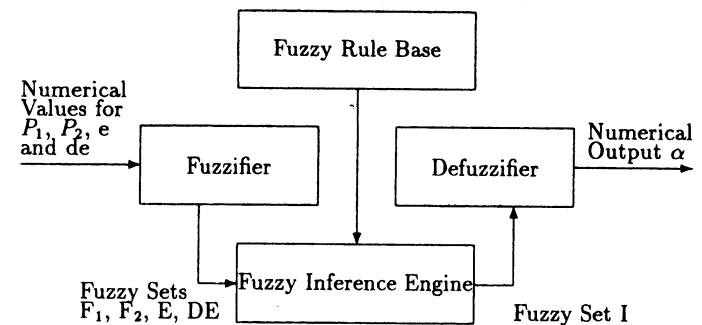 Fuzzy Rule Base
Numerical
Values for
P₁, P₂, e
and de
Fuzzifier
Defuzzifier
Numerical
Output α
Fuzzy Inference Engine
Fuzzy Sets
F₁, F₂, E, DE
Fuzzy Set I